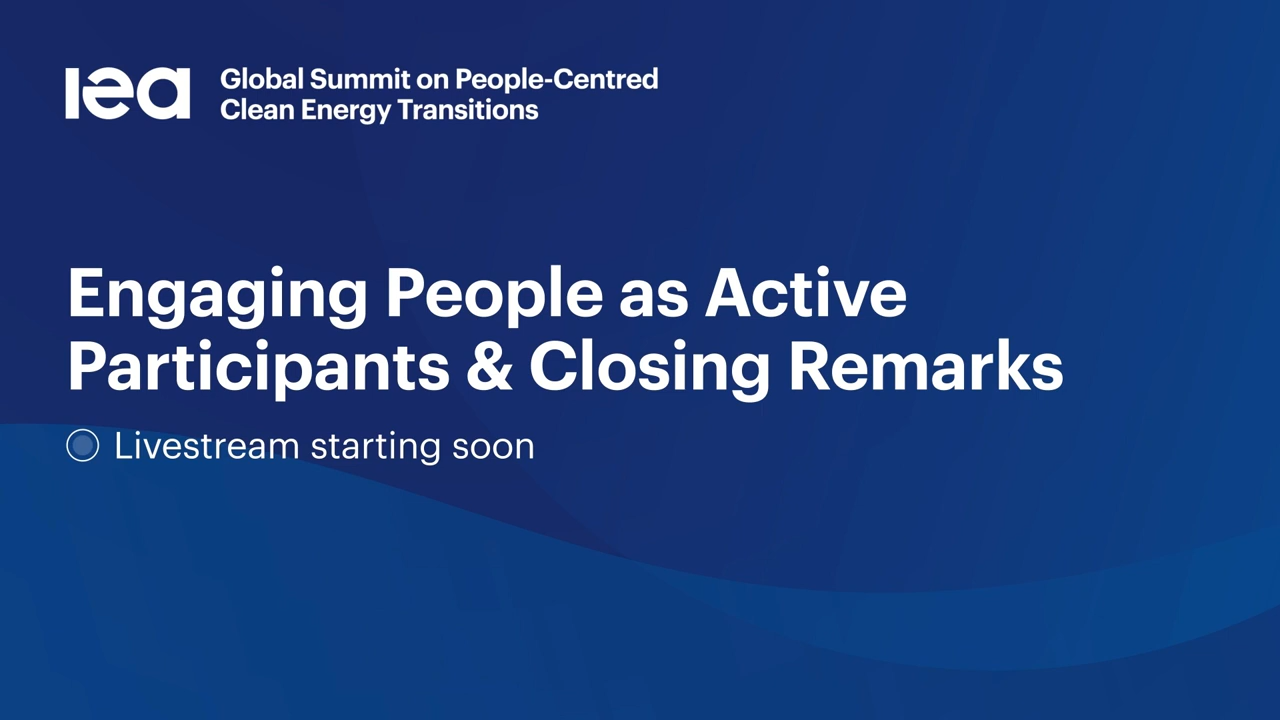 iea
Global Summit on People-Centred
Clean Energy Transitions
Engaging People as Active
Participants & Closing Remarks
Livestream starting soon